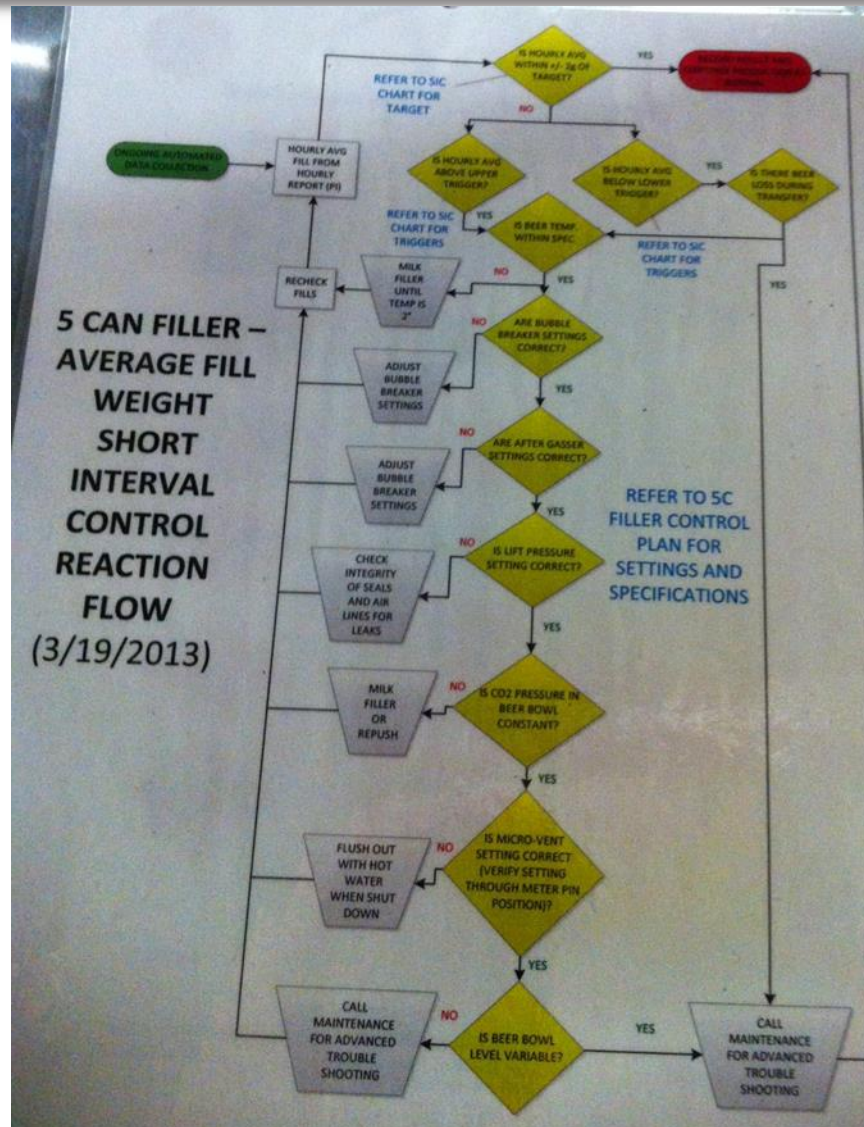 IS HOURLY AVG
WITHIN +/- 2g OF
TARGET?
YES
REFER TO SIC
CHART FOR
TARGET
NO
ONGOING AUTOMATED
DATA COLLECTION
HOURLY AVG
FILL FROM
HOURLY
REPORT (PI)
IS HOURLY AVG
ABOVE UPPER
TRIGGER?
IS HOURLY AVG
BELOW LOWER
TRIGGER?
YES
IS THERE BEER
LOSS DURING
TRANSFER?
REFER TO SIC
CHART FOR
TRIGGERS
YES
IS BEER TEMP.
WITHIN SPEC
REFER TO SIC
CHART FOR
TRIGGERS
YES
RECHECK
FILLS
MILK
FILLER
UNTIL
TEMP IS
2°
NO
YES
5 CAN FILLER –
AVERAGE FILL
WEIGHT
SHORT
INTERVAL
CONTROL
REACTION
FLOW
(3/19/2013)
NO
ARE BUBBLE
BREAKER SETTINGS
CORRECT?
ADJUST
BUBBLE
BREAKER
SETTINGS
YES
NO
ARE AFTER GASSER
SETTINGS CORRECT?
ADJUST
BUBBLE
BREAKER
SETTINGS
YES
REFER TO 5C
FILLER CONTROL
PLAN FOR
SETTINGS AND
SPECIFICATIONS
NO
IS LIFT PRESSURE
SETTING CORRECT?
CHECK
INTEGRITY
OF SEALS
AND AIR
LINES FOR
LEAKS
YES
NO
IS CO2 PRESSURE IN
BEER BOWL
CONSTANT?
MILK
FILLER
OR
REPUSH
YES
NO
IS MICRO-VENT
SETTING CORRECT
(VERIFY SETTING
THROUGH METER PIN
POSITION)?
FLUSH OUT
WITH HOT
WATER
WHEN SHUT
DOWN
YES
CALL
MAINTENANCE
FOR ADVANCED
TROUBLE
SHOOTING
NO
IS BEER BOWL
LEVEL VARIABLE?
YES
CALL
MAINTENANCE
FOR ADVANCED
TROUBLE
SHOOTING